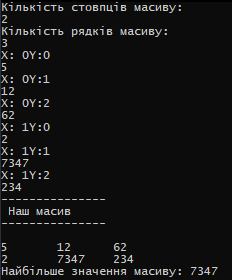 Кількість стовпців масиву:
2
Кількість рядків масиву:
3
X: 0Y:0
5
X: 0Y:1
12
X: 0Y:2
62
X: 1Y:0
2
X: 1Y:1
7347
X: 1Y:2
234
---------------
Наш масив
---------------
5 12 62
2 7347 234
Найбільше значення масиву: 7347